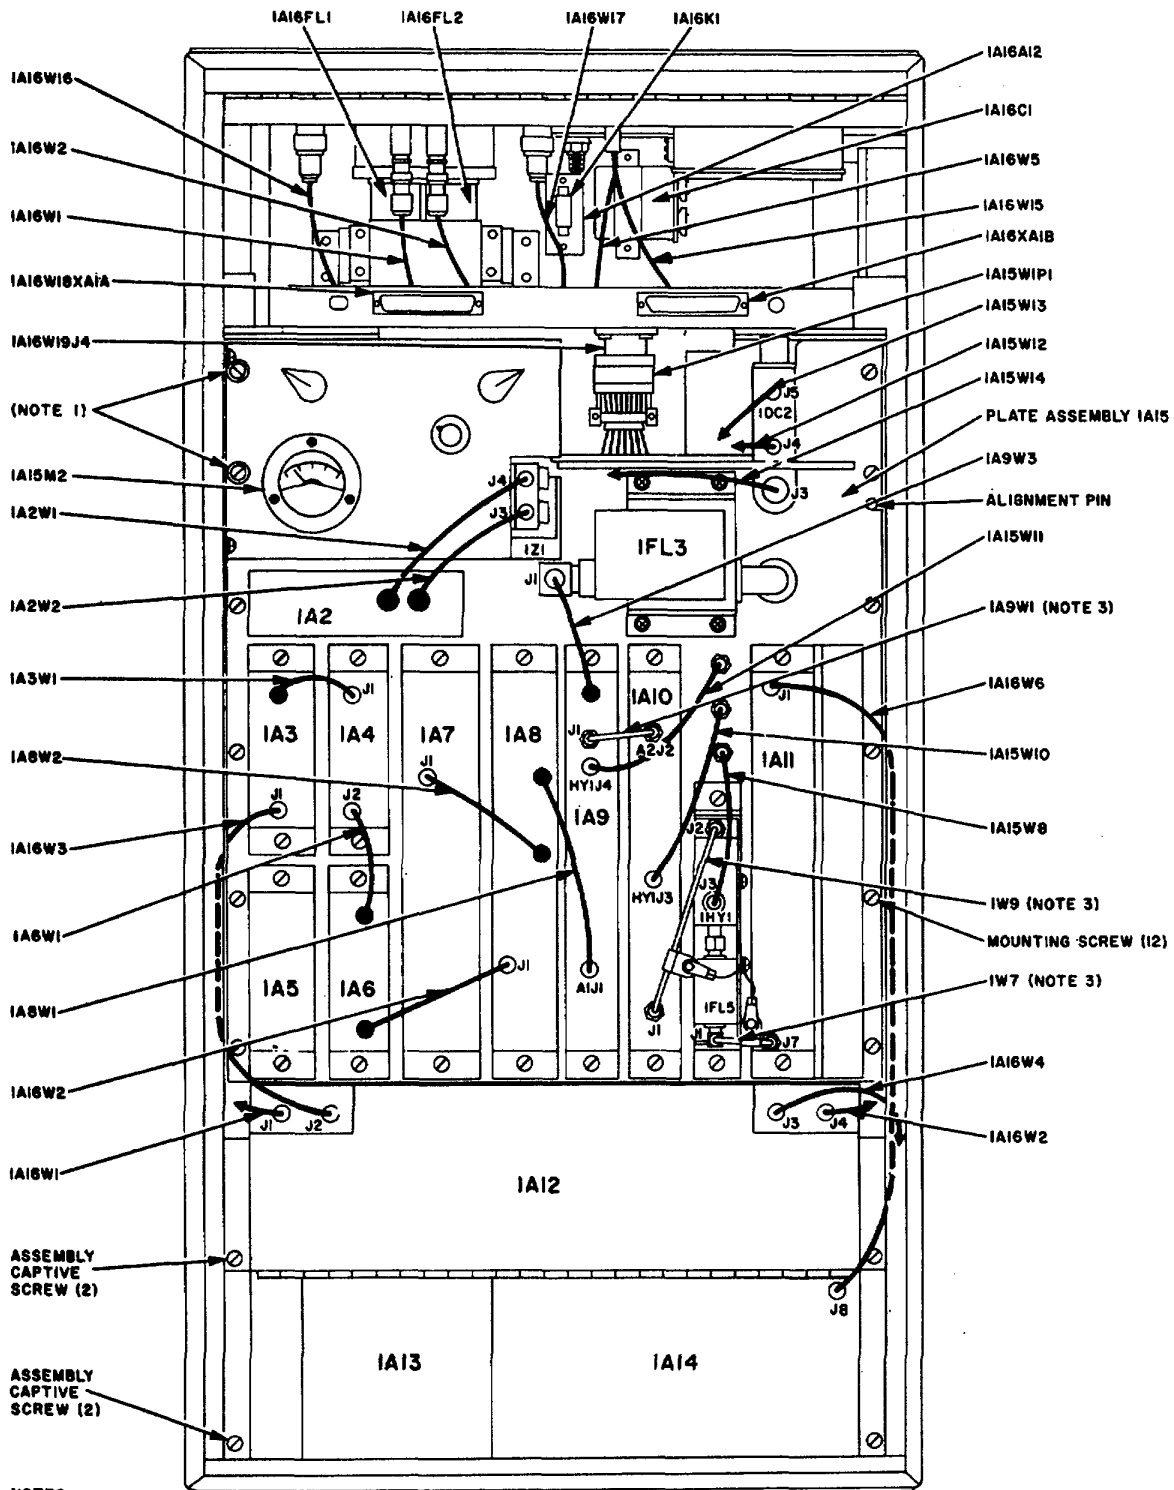 1A16FL1
1A16FL2
1A16W17
1A16K1
1A16A12
1A16C1
1A16W5
1A16W15
1A16XA1B
1A15W1P1
1A15W13
1A15W12
1A15W14
PLATE ASSEMBLY 1A15
1A9W3
ALIGNMENT PIN
1A15W11
1A9W1 (NOTE 3)
1A16W6
1A15W10
1A15W8
1W9 (NOTE 3)
MOUNTING SCREW (12)
1W7 (NOTE 3)
1A16W4
1A16W2
1A16W16
1A16W2
1A16W1
1A16W18XA1A
1A16W19J4
(NOTE 1)
1A15M2
1A2W1
1A2W2
1A3W1
1A8W2
1A16W3
1A6W1
1A8W1
1A16W2
1A16W1
ASSEMBLY
CAPTIVE
SCREW (2)
ASSEMBLY
CAPTIVE
SCREW (2)
J5
1DC2
J4
J3
J4
J3
1Z1
1FL3
J1
1A2
J1
1A3
1A4
1A7
1A8
J1
1A10
A2J2
J1
1A11
J1
J2
J1
HY1J4
1A9
J2
HY1J3
J3
1HY1
1A5
1A6
J1
A1J1
J1
1FL5
J1
J7
J1
J2
J3
J4
1A12
J8
1A13
1A14